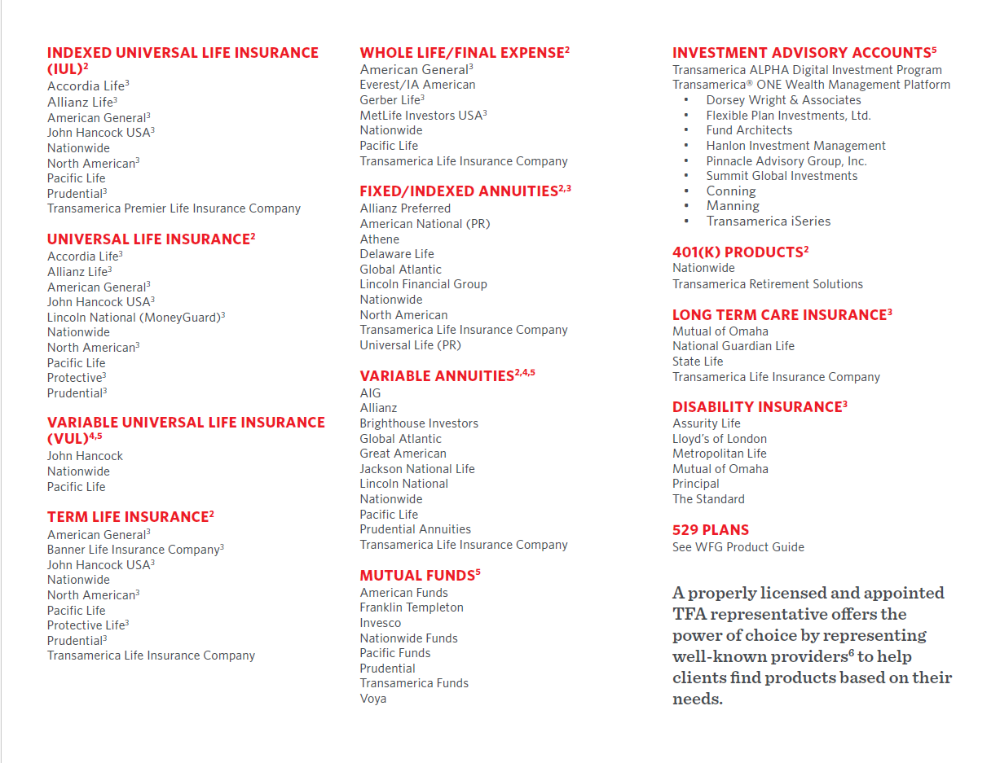 INDEXED UNIVERSAL LIFE INSURANCE
(IUL)²
Accordia Life³
Allianz Life³
American General³
John Hancock USA³
Nationwide
North American³
Pacific Life
Prudential³
Transamerica Premier Life Insurance Company
UNIVERSAL LIFE INSURANCE²
Accordia Life³
Allianz Life³
American General³
John Hancock USA³
Lincoln National (MoneyGuard)³
Nationwide
North American³
Pacific Life
Protective³
Prudential³
VARIABLE UNIVERSAL LIFE INSURANCE
(VUL)⁴,⁵
John Hancock
Nationwide
Pacific Life
TERM LIFE INSURANCE²
American General³
Banner Life Insurance Company³
John Hancock USA³
Nationwide
North American³
Pacific Life
Protective Life³
Prudential³
Transamerica Life Insurance Company
WHOLE LIFE/FINAL EXPENSE²
American General³
Everest/IA American
Gerber Life³
MetLife Investors USA³
Nationwide
Pacific Life
Transamerica Life Insurance Company
FIXED/INDEXED ANNUITIES²,³
Allianz Preferred
American National (PR)
Athene
Delaware Life
Global Atlantic
Lincoln Financial Group
Nationwide
North American
Transamerica Life Insurance Company
Universal Life (PR)
VARIABLE ANNUITIES²,⁴,⁵
AIG
Allianz
Brighthouse Investors
Global Atlantic
Great American
Jackson National Life
Lincoln National
Nationwide
Pacific Life
Prudential Annuities
Transamerica Life Insurance Company
MUTUAL FUNDS⁵
American Funds
Franklin Templeton
Invesco
Nationwide Funds
Pacific Funds
Prudential
Transamerica Funds
Voya
INVESTMENT ADVISORY ACCOUNTS⁵
Transamerica ALPHA Digital Investment Program
Transamerica® ONE Wealth Management Platform
• Dorsey Wright & Associates
• Flexible Plan Investments, Ltd.
• Fund Architects
• Hanlon Investment Management
• Pinnacle Advisory Group, Inc.
• Summit Global Investments
• Conning
• Manning
• Transamerica iSeries
401(K) PRODUCTS²
Nationwide
Transamerica Retirement Solutions
LONG TERM CARE INSURANCE³
Mutual of Omaha
National Guardian Life
State Life
Transamerica Life Insurance Company
DISABILITY INSURANCE³
Assurity Life
Lloyd's of London
Metropolitan Life
Mutual of Omaha
Principal
The Standard
529 PLANS
See WFG Product Guide
A properly licensed and appointed
TFA representative offers the
power of choice by representing
well-known providers⁶ to help
clients find products based on their
needs.